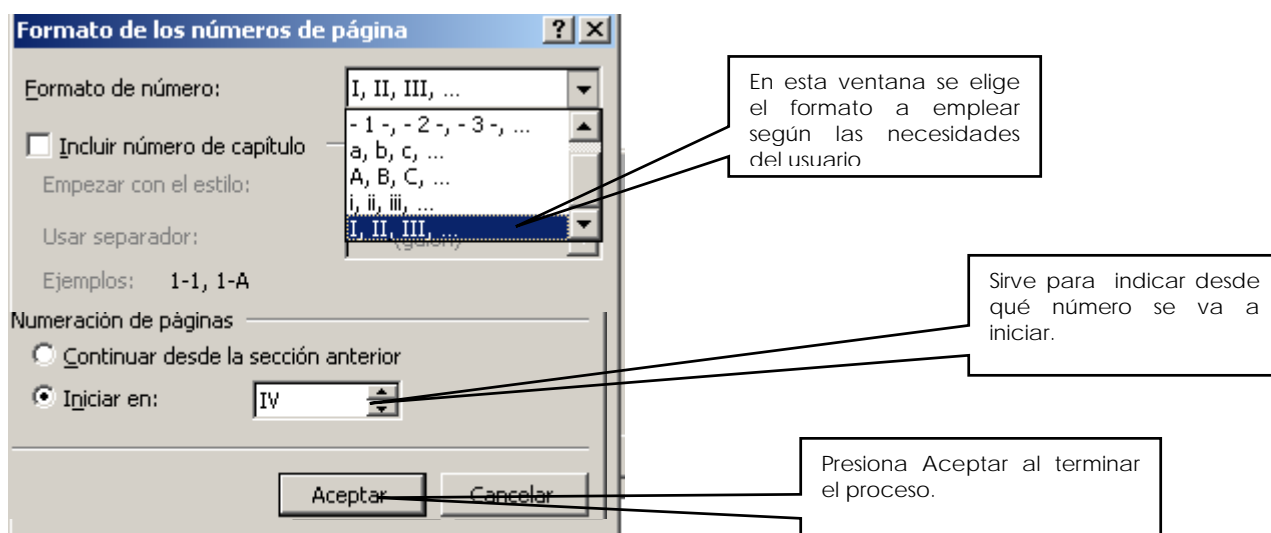 Formato de los números de página
Formato de número:
I, II, III, ...
- 1 -, - 2 -, - 3 -, ...
a, b, c, ...
A, B, C, ...
i, ii, iii, ...
I, II, III, ...
Incluir número de capítulo
Empezar con el estilo:
Usar separador:
(guión)
Ejemplos: 1-1, 1-A
Numeración de páginas
Continuar desde la sección anterior
Iniciar en: IV
Aceptar Cancelar
En esta ventana se elige
el formato a emplear
según las necesidades
del usuario
Sirve para indicar desde
qué número se va a
iniciar.
Presiona Aceptar al terminar
el proceso.